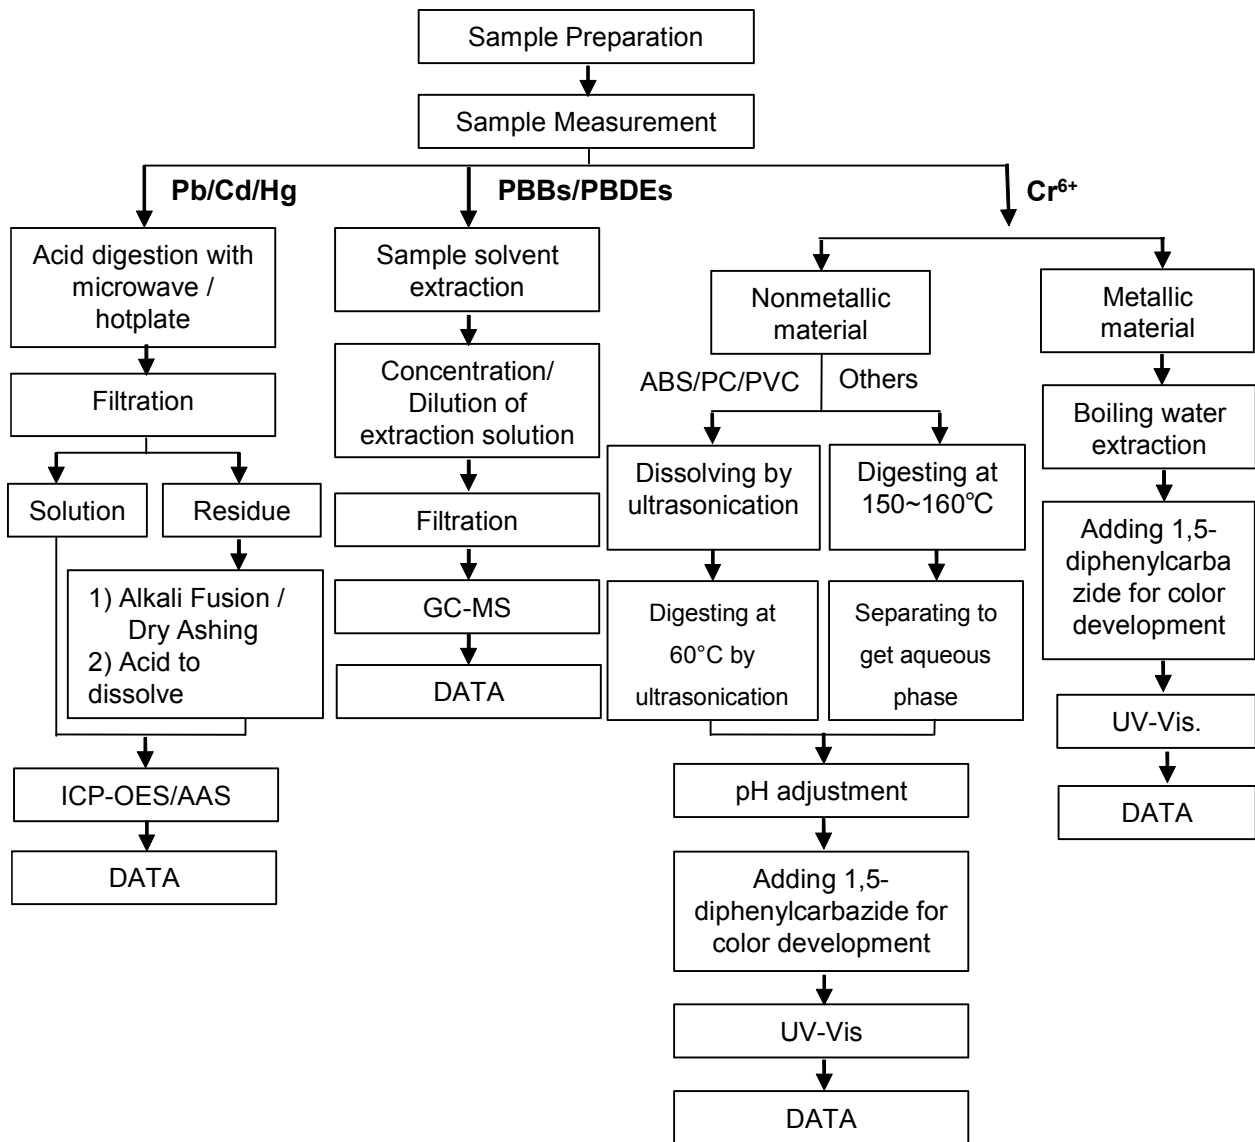 Sample Preparation
Sample Measurement
Pb/Cd/Hg
PBBs/PBDEs
Cr⁶⁺
Acid digestion with
microwave /
hotplate
Filtration
Solution
Residue
1) Alkali Fusion /
Dry Ashing
2) Acid to
dissolve
ICP-OES/AAS
DATA
Sample solvent
extraction
Concentration/
Dilution of
extraction solution
Filtration
GC-MS
DATA
Nonmetallic
material
ABS/PC/PVC
Others
Dissolving by
ultrasonication
Digesting at
60°C by
ultrasonication
Digesting at
150~160℃
Separating to
get aqueous
phase
pH adjustment
Adding 1,5-
diphenylcarbazide for
color development
UV-Vis
DATA
Metallic
material
Boiling water
extraction
Adding 1,5-
diphenylcarba
zide for color
development
UV-Vis.
DATA